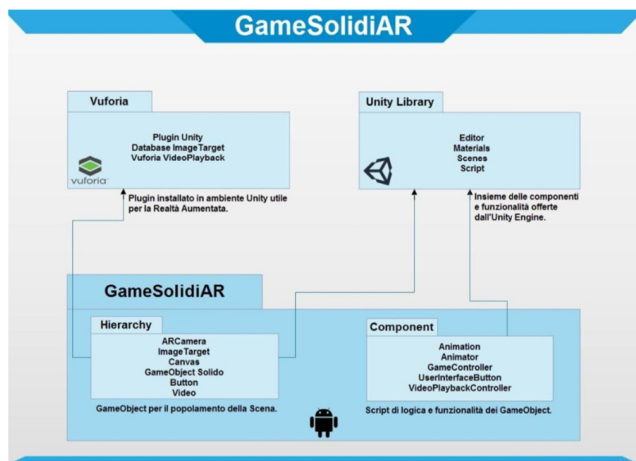 GameSolidiAR
Vuforia
Plugin Unity
Database ImageTarget
Vuforia VideoPlayback
vuforia™
Plugin installato in ambiente Unity utile
per la Realtà Aumentata.
Unity Library
Editor
Materials
Scenes
Script
Insieme delle componenti
e funzionalità offerte
dall'Unity Engine.
GameSolidiAR
Hierarchy
ARCamera
ImageTarget
Canvas
GameObject Solido
Button
Video
GameObject per il popolamento della Scena.
Component
Animation
Animator
GameController
UserInterfaceButton
VideoPlaybackController
Script di logica e funzionalità dei GameObject.